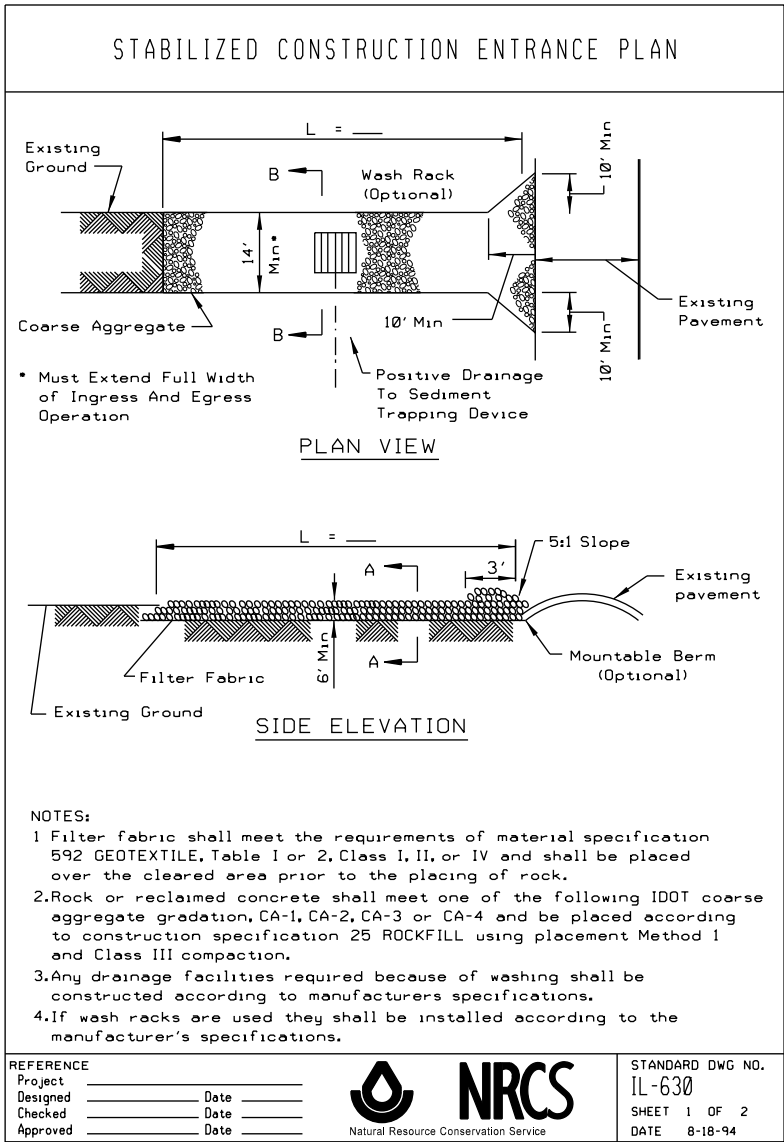 STABILIZED CONSTRUCTION ENTRANCE PLAN
L = ___
Existing
Ground
B
Wash Rack
(Optional)
10' Min
10' Min
14'
Min*
Coarse Aggregate
B
10' Min
Existing
Pavement
* Must Extend Full Width
of Ingress And Egress
Operation
Positive Drainage
To Sediment
Trapping Device
PLAN VIEW
L = ___
5:1 Slope
A
3'
Existing
pavement
6' Min
A
Filter Fabric
Mountable Berm
(Optional)
Existing Ground
SIDE ELEVATION
NOTES:
1 Filter fabric shall meet the requirements of material specification
592 GEOTEXTILE, Table I or 2, Class I, II, or IV and shall be placed
over the cleared area prior to the placing of rock.
2.Rock or reclaimed concrete shall meet one of the following IDOT coarse
aggregate gradation, CA-1, CA-2, CA-3 or CA-4 and be placed according
to construction specification 25 ROCKFILL using placement Method 1
and Class III compaction.
3.Any drainage facilities required because of washing shall be
constructed according to manufacturers specifications.
4.If wash racks are used they shall be installed according to the
manufacturer's specifications.
REFERENCE
Project
Designed Date
Checked Date
Approved Date
NRCS
Natural Resource Conservation Service
STANDARD DWG NO.
IL-630
SHEET 1 OF 2
DATE 8-18-94